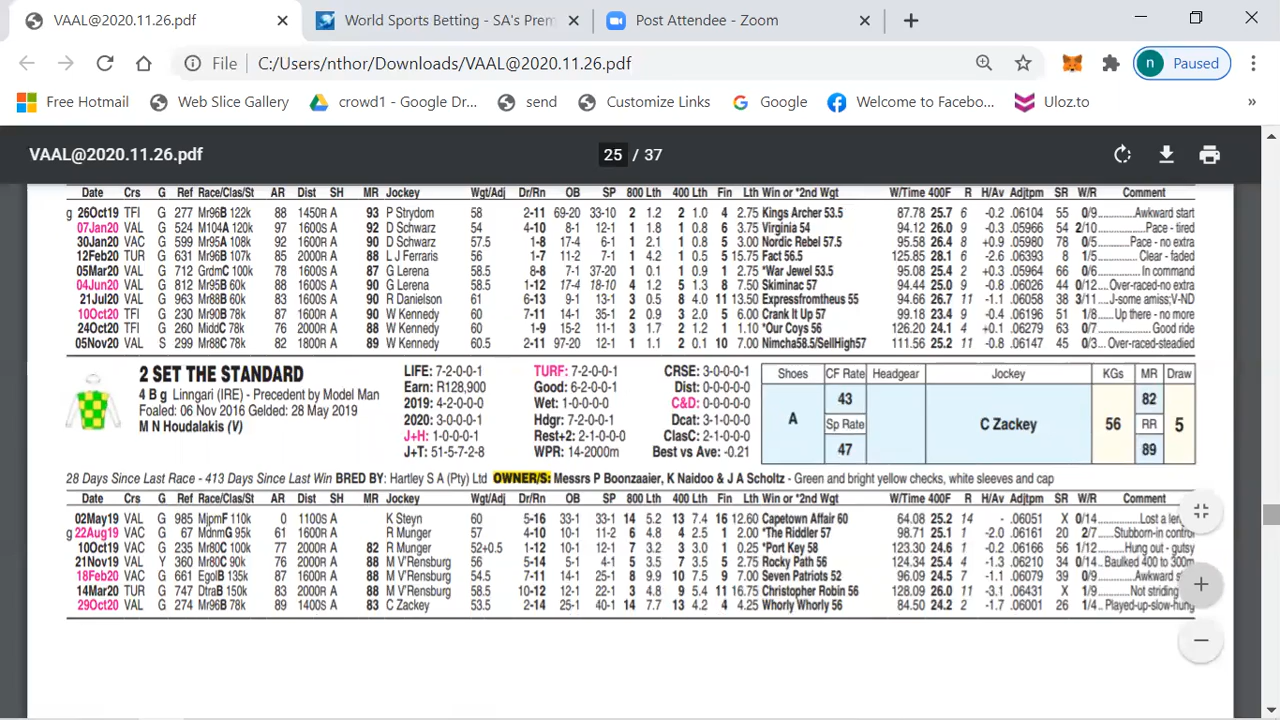 VAAL@2020.11.26.pdf
World Sports Betting - SA's Prem
Post Attendee - Zoom
File C:/Users/nthor/Downloads/VAAL@2020.11.26.pdf n Paused
Free Hotmail Web Slice Gallery crowd1 - Google Dr... send Customize Links Google Welcome to Facebo... Uloz.to »
VAAL@2020.11.26.pdf 25 / 37
Date Crs G Ref Race/Clas/St AR Dist SH MR Jockey Wgt/Adj Dr/Rn OB SP 800 Lth 400 Lth Fin Lth Win or *2nd Wgt W/Time 400F R H/Av Adjtpm SR W/R Comment
g 26Oct19 TFI G 277 Mr96B 122k 88 1450R A 93 P Strydom 58 2-11 69-20 33-10 2 1.2 2 1.0 4 2.75 Kings Archer 53.5 87.78 25.7 6 -0.2 .06104 55 0/9............Awkward start
07Jan20 VAL G 524 M104A 120k 97 1600S A 92 D Schwarz 54 4-10 8-1 12-1 1 1.8 1 0.8 6 3.75 Virginia 54 94.12 26.0 9 -0.3 .05966 54 2/10............Pace - tired
30Jan20 VAC G 599 Mr95A 108k 92 1600R A 90 D Schwarz 57.5 1-8 17-4 6-1 1 2.1 1 0.8 5 3.00 Nordic Rebel 57.5 95.58 26.4 8 +0.9 .05980 78 0/5.........Pace - no extra
12Feb20 TUR G 631 Mr96B 107k 85 2000R A 88 L J Ferraris 56 1-7 11-2 7-1 1 4.2 1 0.5 5 15.75 Fact 56.5 125.85 28.1 6 -2.6 .06393 8 1/5............Clear - faded
05Mar20 VAL G 712 GrdmC 100k 78 1600S A 87 G Lerena 58.5 8-8 7-1 37-20 1 0.1 1 0.9 1 2.75 *War Jewel 53.5 95.08 25.4 2 +0.3 .05964 66 0/6............In command
04Jun20 VAL G 812 Mr95B 60k 88 1600S A 90 G Lerena 58.5 1-12 17-4 18-10 4 1.2 5 1.3 8 7.50 Skiminac 57 94.44 25.0 9 -0.8 .06026 44 0/12....Over-raced-no extra
21Jul20 VAL G 963 Mr88B 60k 83 1600S A 90 R Danielson 61 6-13 9-1 13-1 3 0.5 8 4.0 11 13.50 Expressfromtheus 55 94.66 26.7 11 -1.1 .06058 38 3/11 J-some amiss;V-ND
10Oct20 TFI G 230 Mr90B 78k 87 1600R A 90 W Kennedy 60 7-11 14-1 35-1 2 0.9 3 2.0 5 6.00 Crank It Up 57 99.18 23.4 9 -0.4 .06196 51 1/8......Up there - no more
24Oct20 TFI G 260 MiddC 78k 76 2000R A 88 W Kennedy 60 1-9 15-2 11-1 3 1.7 2 1.2 1 1.10 *Our Coys 56 126.20 24.1 4 +0.1 .06279 63 0/7............Good ride
05Nov20 VAL S 299 Mr88C 78k 82 1800R A 89 W Kennedy 60.5 2-11 97-20 12-1 1 1.1 2 0.1 10 7.00 Nimcha58.5/SellHigh57 111.56 25.2 11 -0.8 .06147 45 0/3....Over-raced-steadied
2 SET THE STANDARD
4 B g Linngari (IRE) - Precedent by Model Man
Foaled: 06 Nov 2016 Gelded: 28 May 2019
M N Houdalakis (V)
LIFE: 7-2-0-0-1 TURF: 7-2-0-0-1 CRSE: 3-0-0-0-1
Earn: R128,900 Good: 6-2-0-0-1 Dist: 0-0-0-0-0
2019: 4-2-0-0-0 Wet: 1-0-0-0-0 C&D: 0-0-0-0-0
2020: 3-0-0-0-1 Hdgr: 7-2-0-0-1 Dcat: 3-1-0-0-0
J+H: 1-0-0-0-1 Rest+2: 2-1-0-0-0 ClasC: 2-1-0-0-0
J+T: 51-5-7-2-8 WPR: 14-2000m Best vs Ave: -0.21
Shoes CF Rate Headgear Jockey KGs MR Draw
A 43 C Zackey 56 82 5
Sp Rate RR
47 89
28 Days Since Last Race - 413 Days Since Last Win BRED BY: Hartley S A (Pty) Ltd OWNER/S: Messrs P Boonzaaier, K Naidoo & J A Scholtz - Green and bright yellow checks, white sleeves and cap
Date Crs G Ref Race/Clas/St AR Dist SH MR Jockey Wgt/Adj Dr/Rn OB SP 800 Lth 400 Lth Fin Lth Win or *2nd Wgt W/Time 400F R H/Av Adjtpm SR W/R Comment
02May19 VAL G 985 MjpmF 110k 0 1100S A K Steyn 60 5-16 33-1 33-1 14 5.2 13 7.4 16 12.60 Capetown Affair 60 64.08 25.2 14 - .06051 X 0/14............Lost a
g 22Aug19 VAC G 67 MdnmG 95k 61 1600R A R Munger 57 4-10 10-1 11-2 6 4.8 4 2.5 1 2.00 *The Riddler 57 98.71 25.1 1 -2.0 .06161 20 2/7......Stubborn-in control
10Oct19 VAC G 235 Mr80C 100k 77 2000R A 82 R Munger 52+0.5 1-12 10-1 12-1 7 3.2 3 3.0 1 0.25 *Port Key 58 123.30 24.6 1 -0.2 .06166 56 1/12......Hung out - gutsy
21Nov19 VAL Y 360 Mr80C 90k 76 2000R A 88 M V'Rensburg 56 5-14 5-1 4-1 3 3.5 7 3.5 5 2.75 Rocky Path 56 124.24 24.2 4 -1.3 .06210 34 0/14 Baulked 400 to 300m
18Feb20 VAC G 661 EgolB 135k 87 1600R A 88 M V'Rensburg 54.5 7-11 14-1 25-1 8 9.9 10 7.5 9 7.00 Seven Patriots 52 96.09 24.5 7 -1.1 .06079 39 0/9............Awkward
14Mar20 TUR G 747 DtraB 150k 83 2000R A 88 M V'Rensburg 58.5 10-12 12-1 22-1 3 4.8 9 5.4 11 16.75 Christopher Robin 56 128.09 26.0 11 -3.1 .06431 X 0/9............Not striding
29Oct20 VAL G 274 Mr96B 78k 89 1400S A 83 C Zackey 53.5 2-14 25-1 40-1 14 7.7 13 4.2 4 4.25 Whorly Whorly 56 84.50 24.2 2 -1.7 .06001 26 1/4.. Played-up-slow-hung